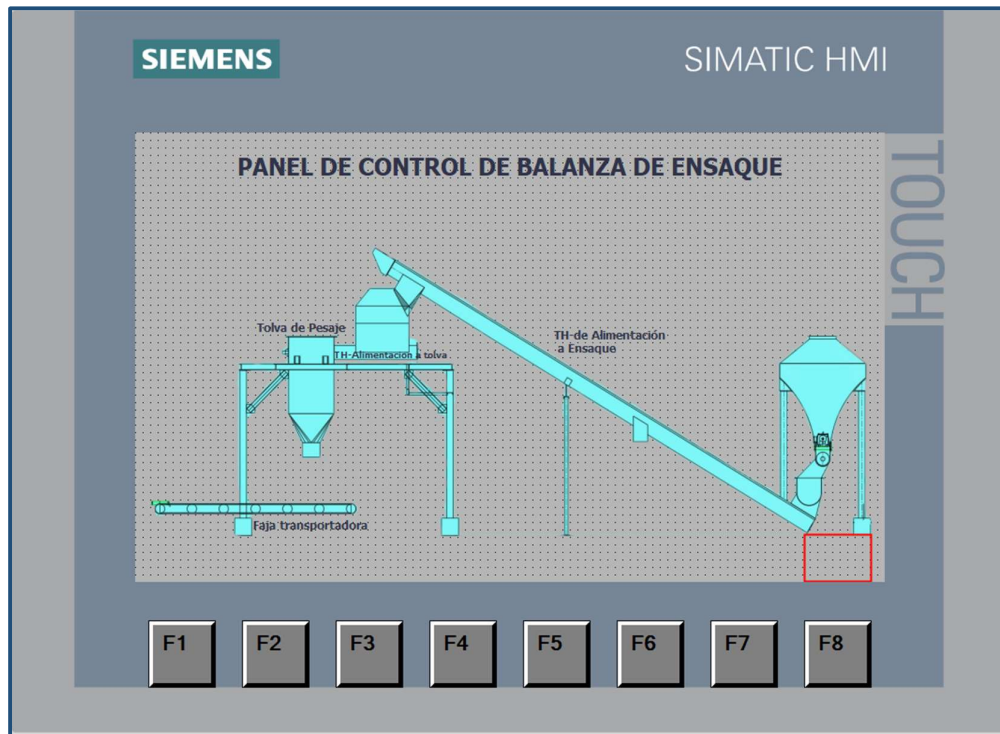 SIEMENS
SIMATIC HMI
TOUCH
PANEL DE CONTROL DE BALANZA DE ENSAQUE
Tolva de Pesaje
TH-Alimentación a tolva
TH-de Alimentación
a Ensaque
Faja transportadora
F1
F2
F3
F4
F5
F6
F7
F8